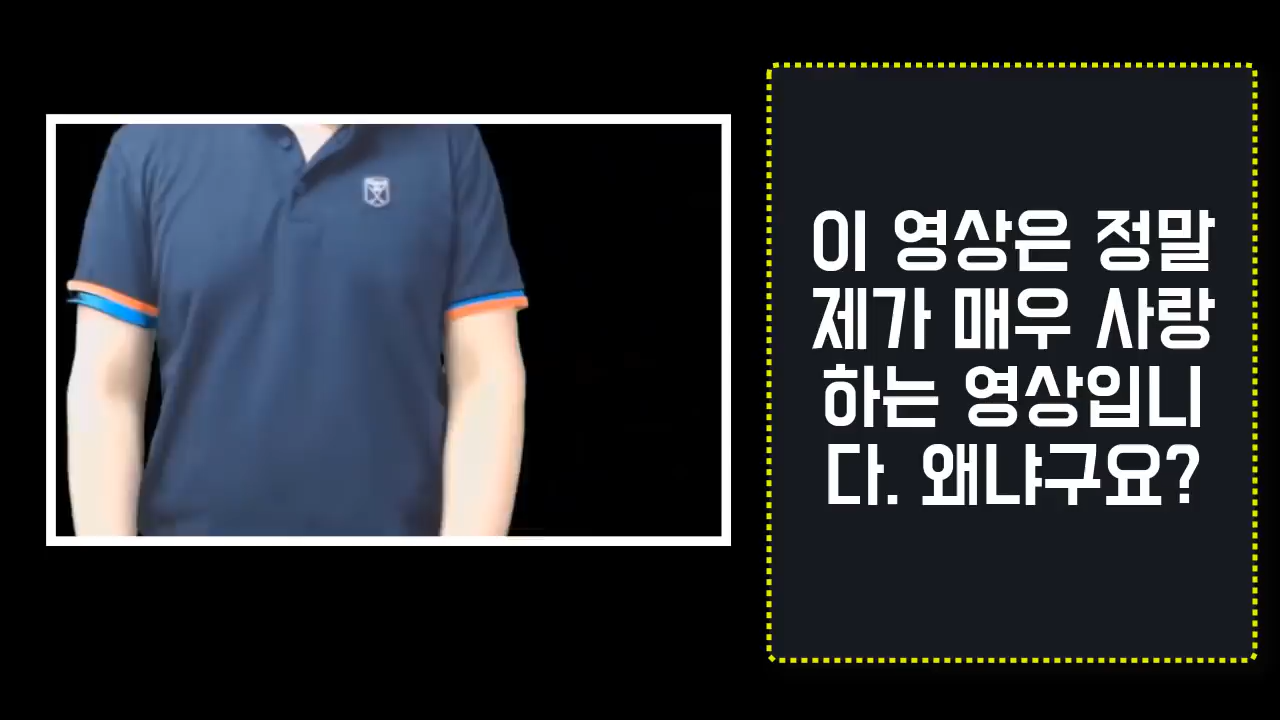 이 영상은 정말
제가 매우 사랑
하는 영상입니
다. 왜냐구요?